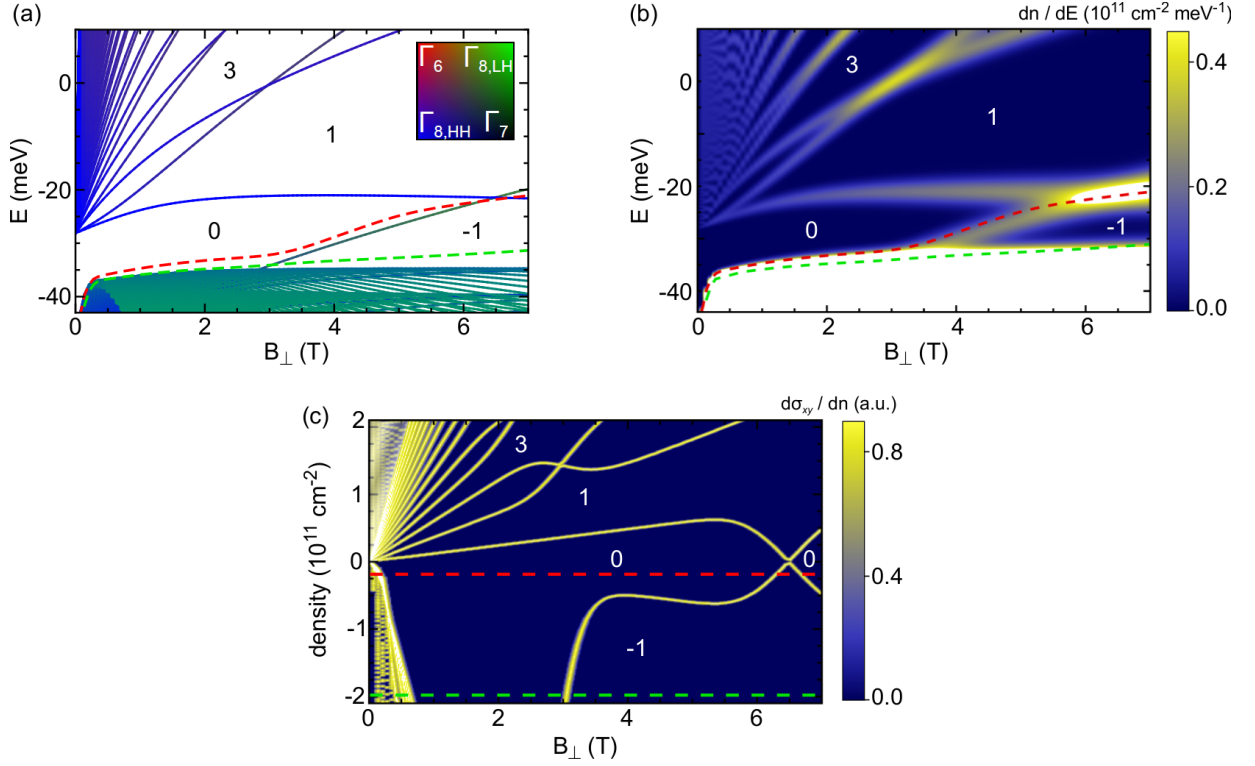 (a)
Γ6 Γ8,LH
Γ8,HH Γ7
3
1
0
-1
0
-20
-40
E (meV)
0 2 4 6
B⊥ (T)
(b)
dn / dE (10¹¹ cm⁻² meV⁻¹)
3
1
0
-1
0
-20
-40
E (meV)
0 2 4 6
B⊥ (T)
0.4
0.2
0.0
(c)
dσxy / dn (a.u.)
3
1
0
0
-1
2
1
0
-1
-2
density (10¹¹ cm⁻²)
0 2 4 6
B⊥ (T)
0.8
0.4
0.0